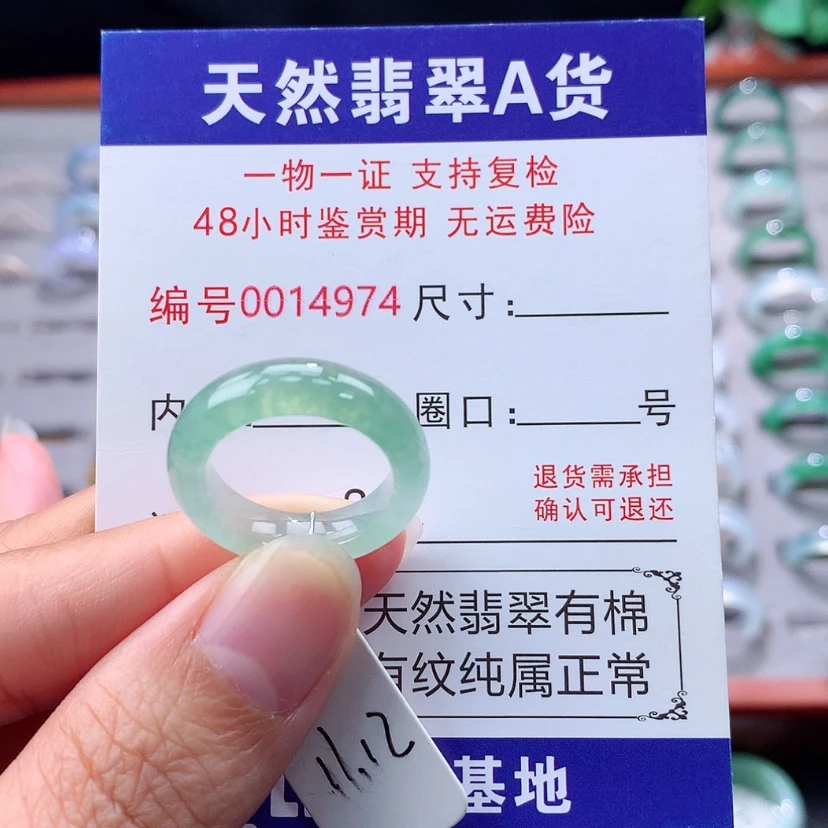 天然翡翠A货
一物一证 支持复检
48小时鉴赏期 无运费险
编号0014974 尺寸:
内 圈口: 号
退货需承担
确认可退还
天然翡翠有棉
有纹纯属正常
11.12
基地